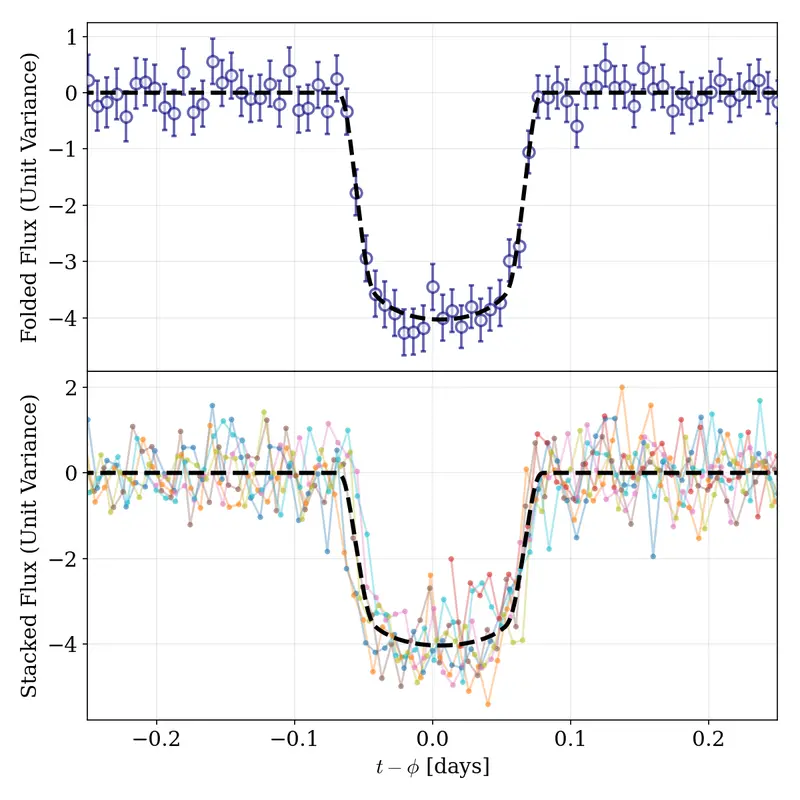 Folded Flux (Unit Variance)
1
0
−1
−2
−3
−4
Stacked Flux (Unit Variance)
2
0
−2
−4
−0.2 −0.1 0.0 0.1 0.2
t − ϕ [days]